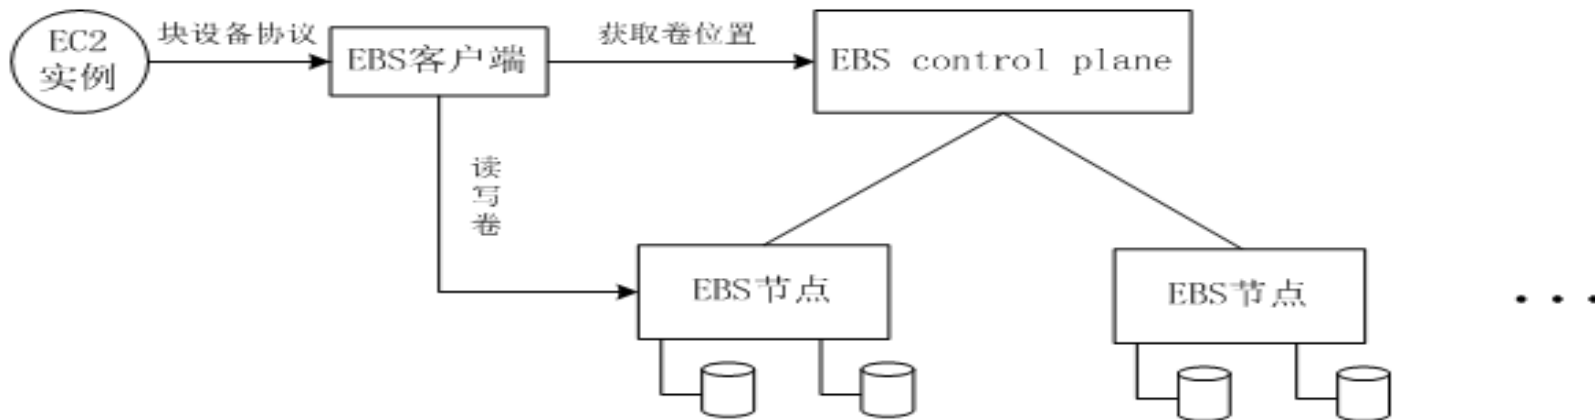 EC2
实例
块设备协议
EBS客户端
获取卷位置
EBS control plane
读
写
卷
EBS节点
EBS节点
...